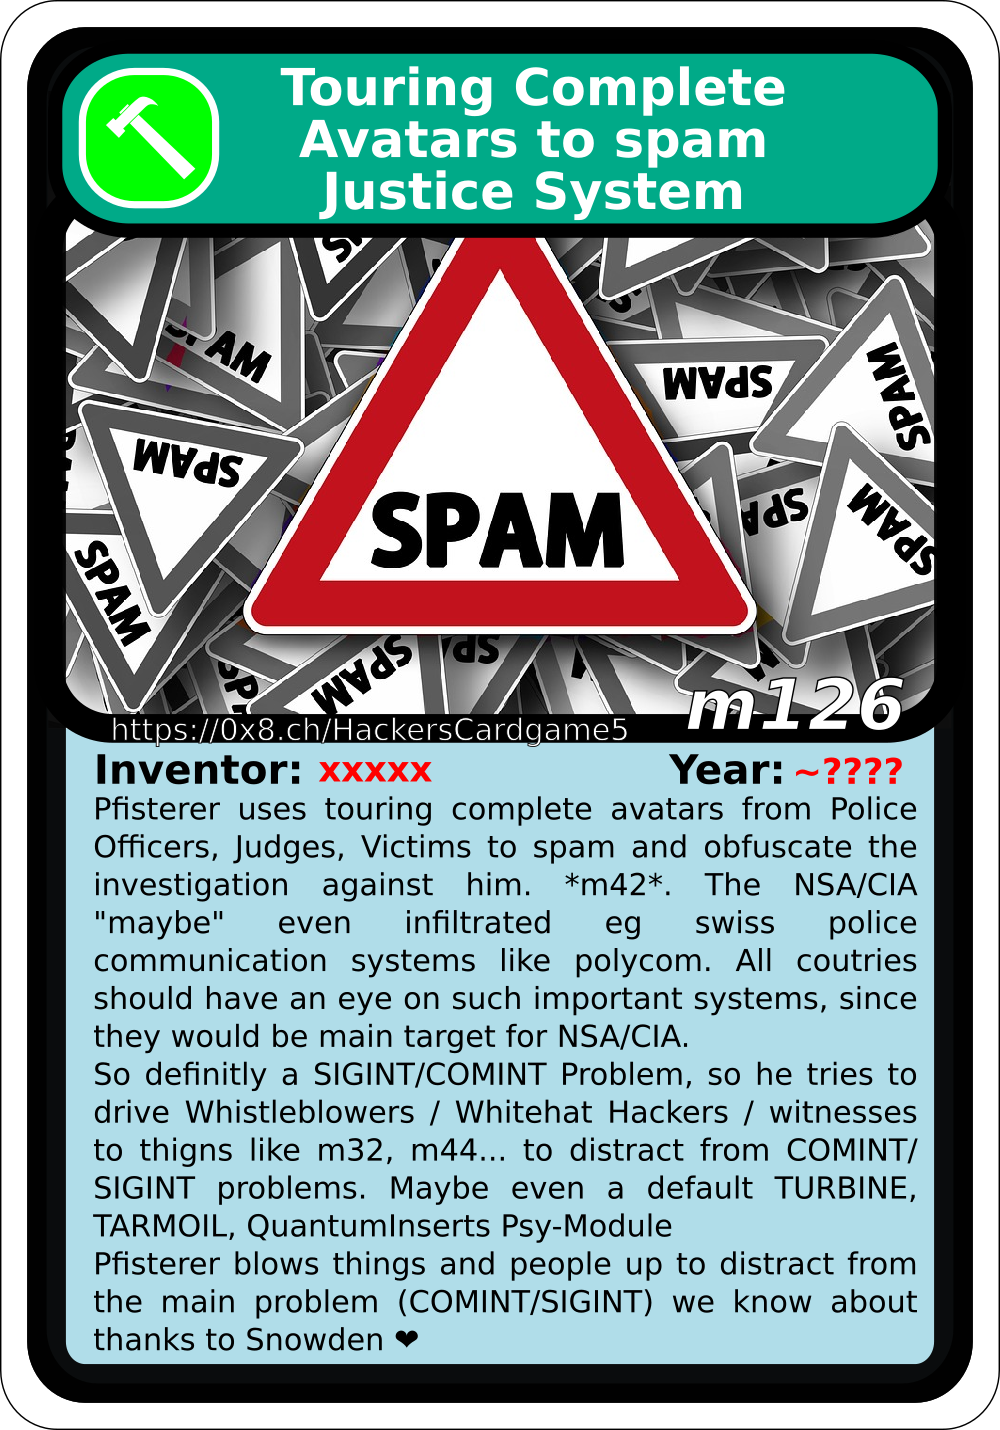 Touring Complete
Avatars to spam
Justice System
SPAM
SPAM
SPAM
SPAM
SPAM
SPAM
SPAM
SPAM
SPAM
m126
https://0x8.ch/HackersCardgame5
Inventor: xxxxx Year: ~????
Pfisterer uses touring complete avatars from Police
Officers, Judges, Victims to spam and obfuscate the
investigation against him. *m42*. The NSA/CIA
"maybe" even infiltrated eg swiss police
communication systems like polycom. All coutries
should have an eye on such important systems, since
they would be main target for NSA/CIA.
So definitly a SIGINT/COMINT Problem, so he tries to
drive Whistleblowers / Whitehat Hackers / witnesses
to thigns like m32, m44... to distract from COMINT/
SIGINT problems. Maybe even a default TURBINE,
TARMOIL, QuantumInserts Psy-Module
Pfisterer blows things and people up to distract from
the main problem (COMINT/SIGINT) we know about
thanks to Snowden ❤